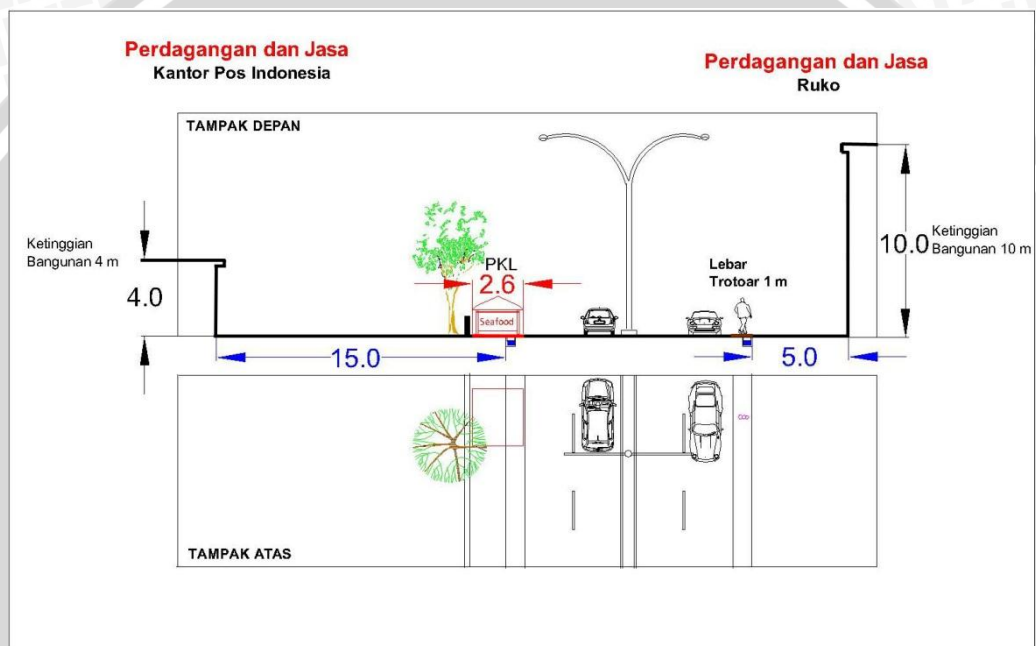 Perdagangan dan Jasa
Kantor Pos Indonesia
Perdagangan dan Jasa
Ruko
TAMPAK DEPAN
Ketinggian
Bangunan 4 m
4.0
PKL
2.6
Seafood
Lebar
Trotoar 1 m
10.0
Ketinggian
Bangunan 10 m
15.0
5.0
TAMPAK ATAS